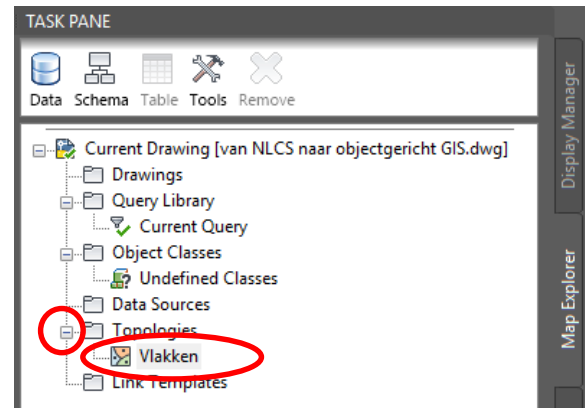 TASK PANE
Data Schema Table Tools Remove
Current Drawing [van NLCS naar objectgericht GIS.dwg]
Drawings
Query Library
Current Query
Object Classes
Undefined Classes
Data Sources
Topologies
Vlakken
Link Templates
Display Manager
Map Explorer